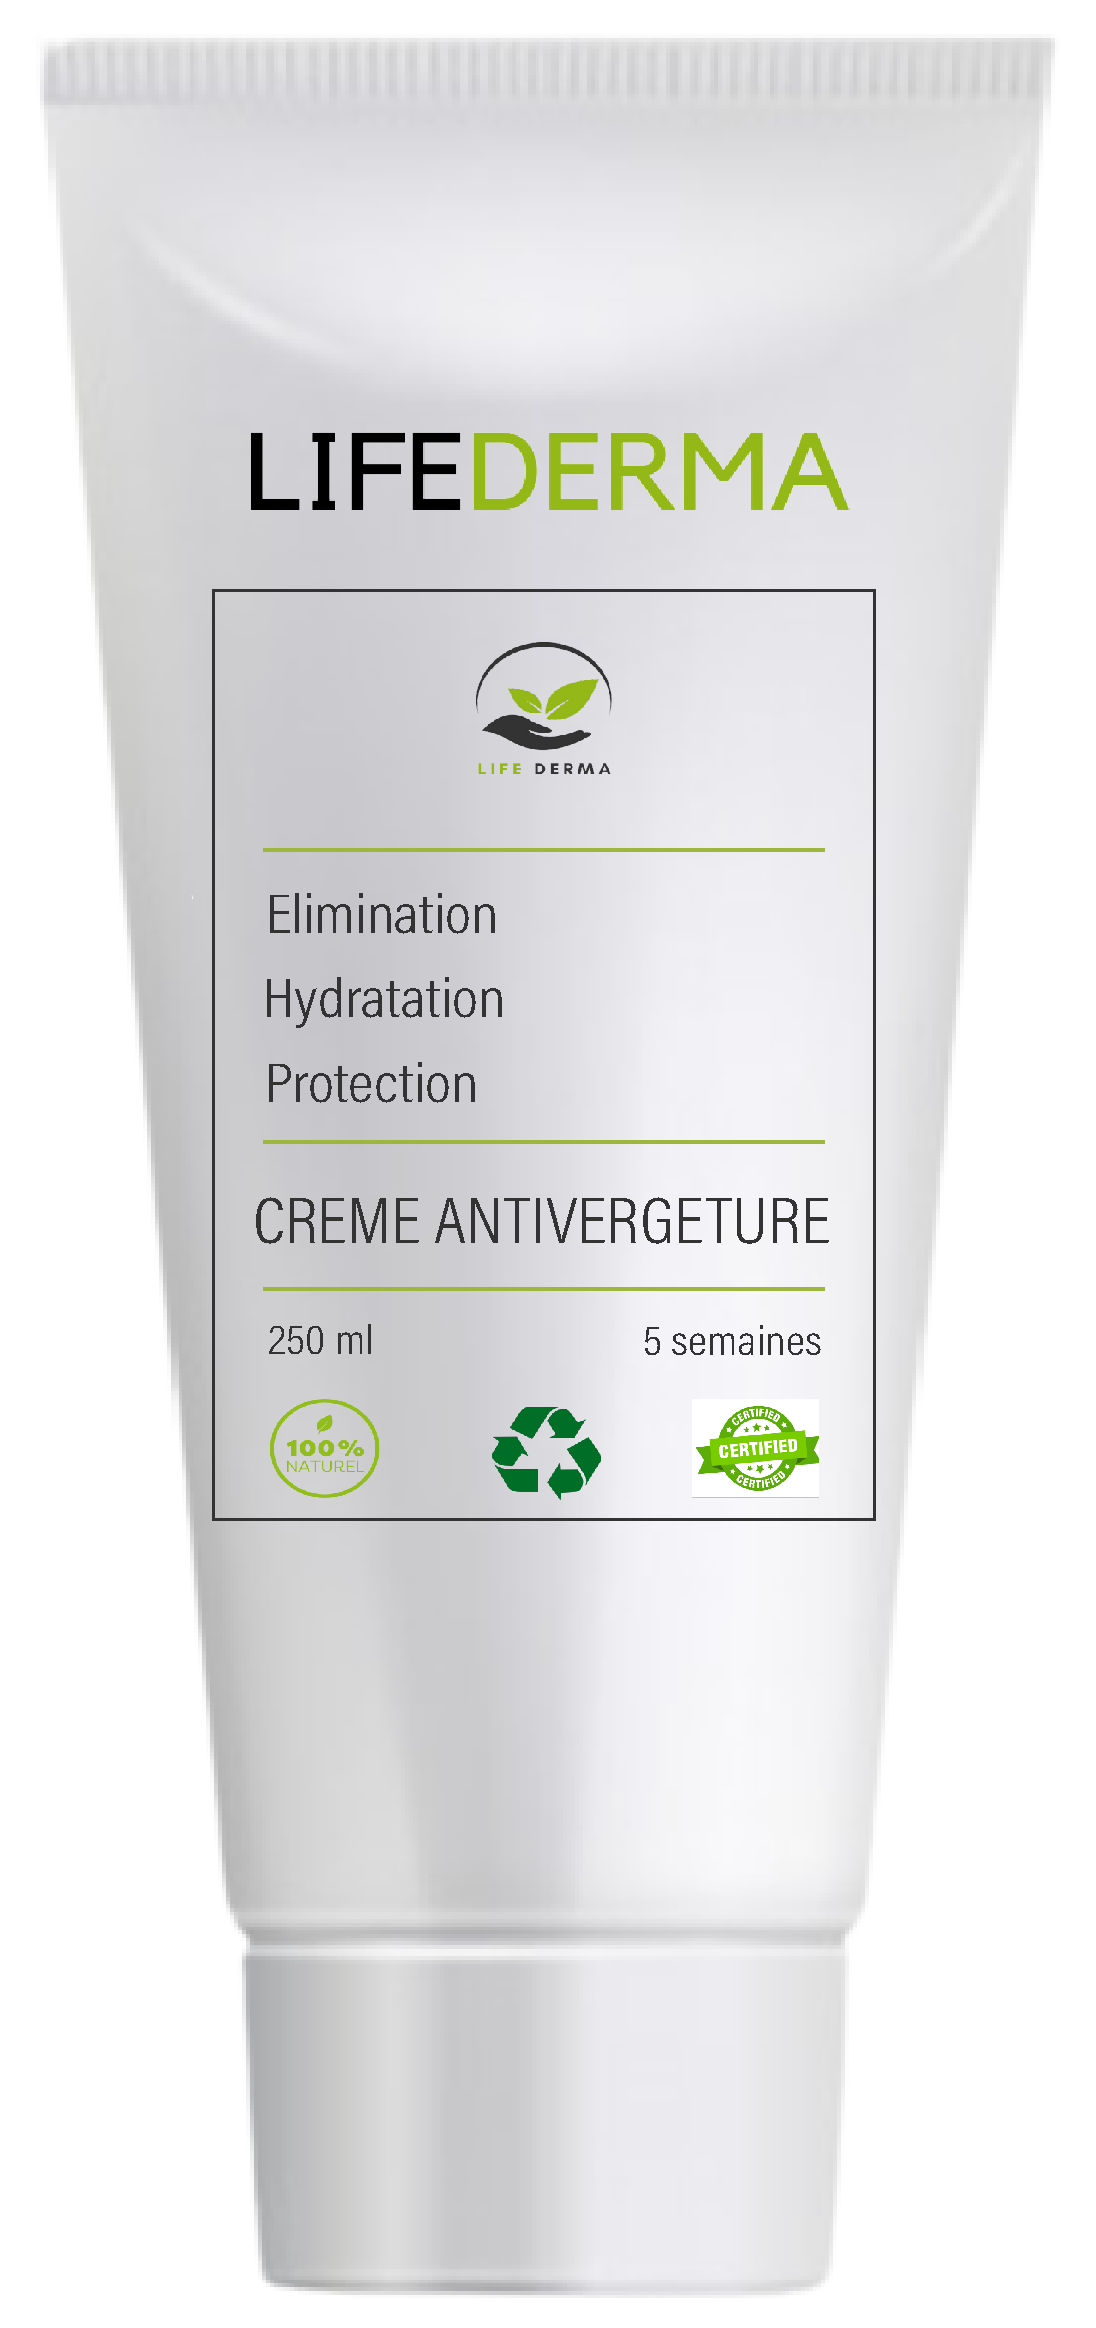 LIFEDERMA
LIFE DERMA
Elimination
Hydratation
Protection
CREME ANTIVERGETURE
250 ml
5 semaines
100%
NATUREL
CERTIFIED
CERTIFIED
CERTIFIED